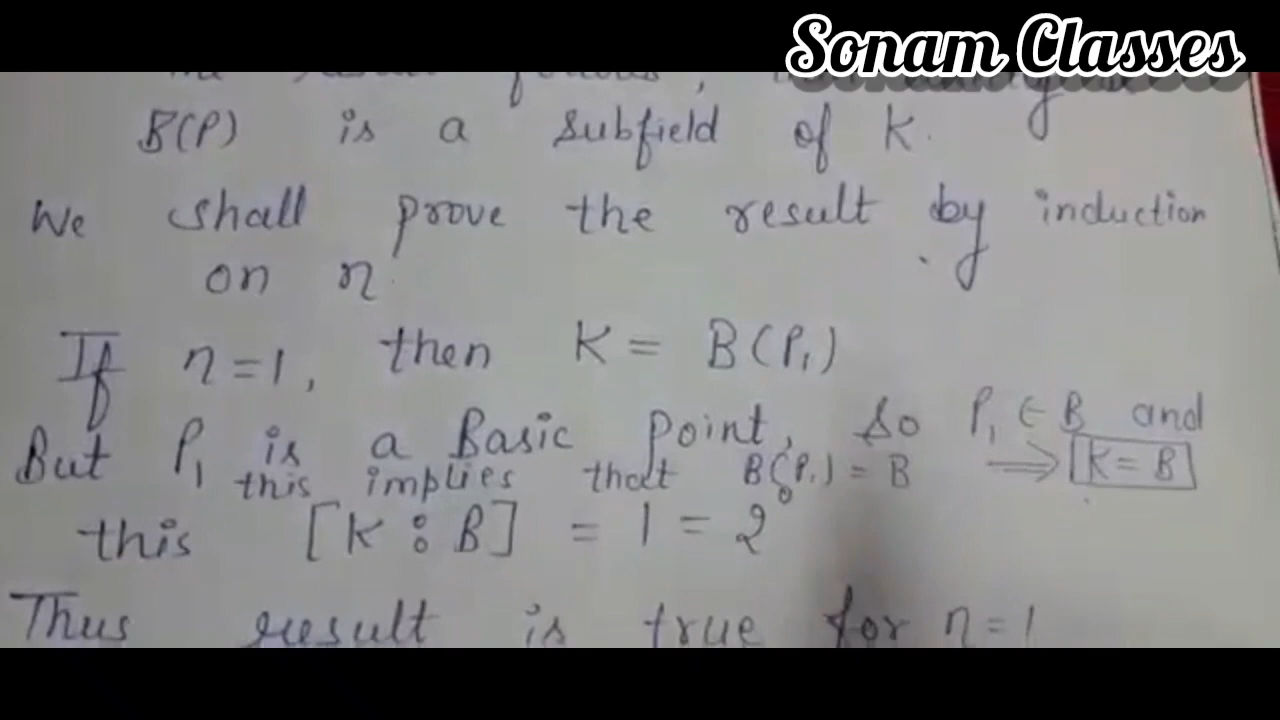 Sonam Classes
B(P) is a subfield of K.
We shall prove the result by induction
on n.
If n=1, then K = B(P₁)
But P₁ is a Basic point, so P₁ ∈ B and
this implies that B(P₁) = B ⟹ K = B
this [K : B] = 1 = 2°
Thus result is true for n=1